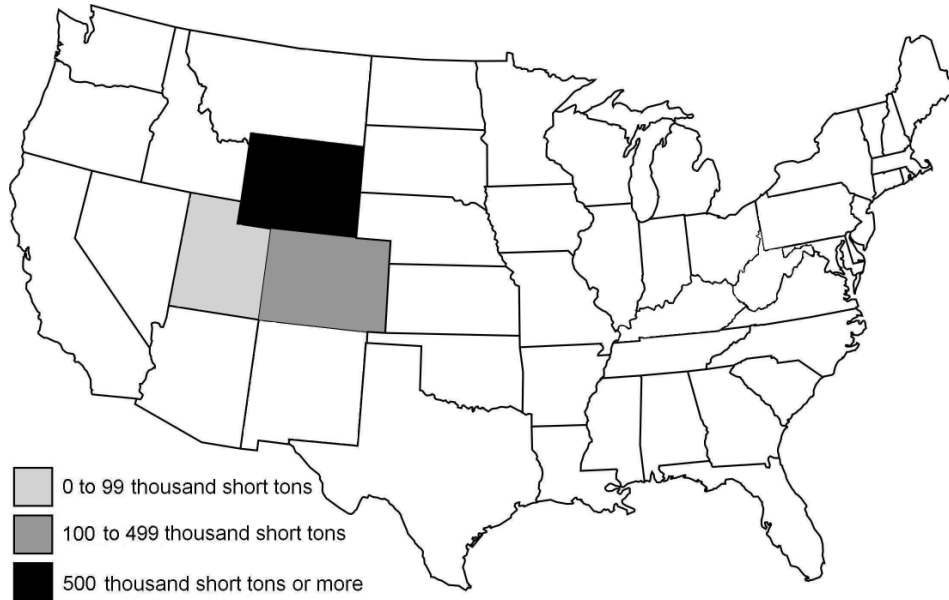 0 to 99 thousand short tons
100 to 499 thousand short tons
500 thousand short tons or more